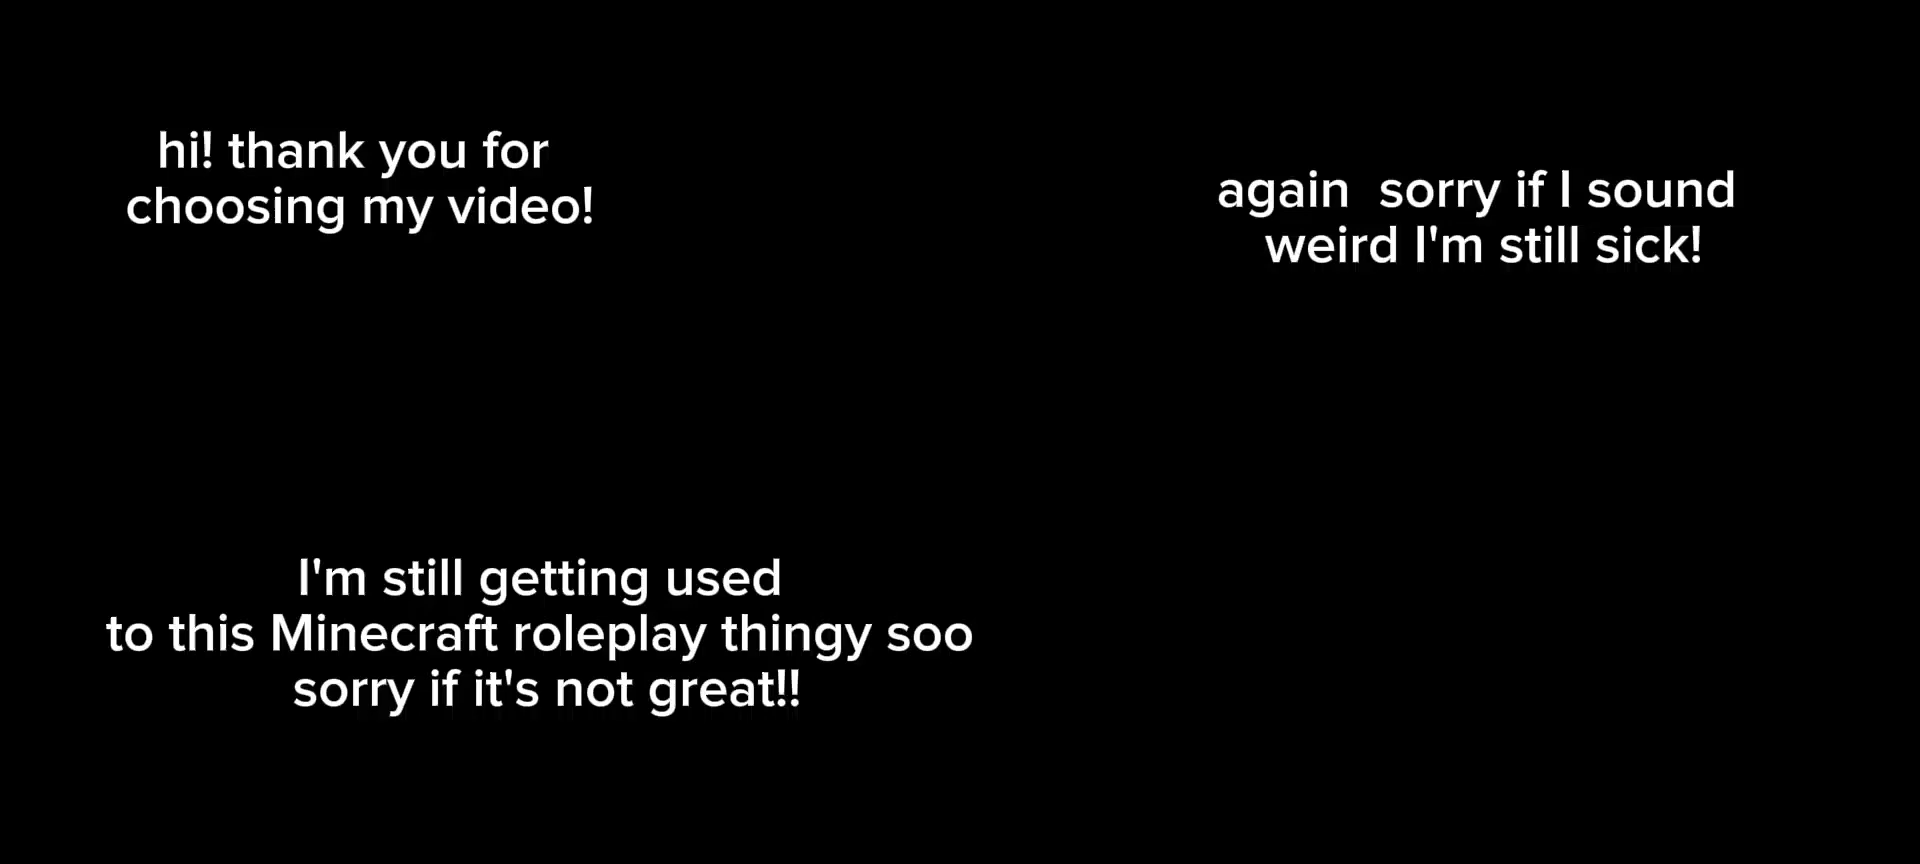 hi! thank you for
choosing my video!
again  sorry if I sound
weird I'm still sick!
I'm still getting used
to this Minecraft roleplay thingy soo
sorry if it's not great!!